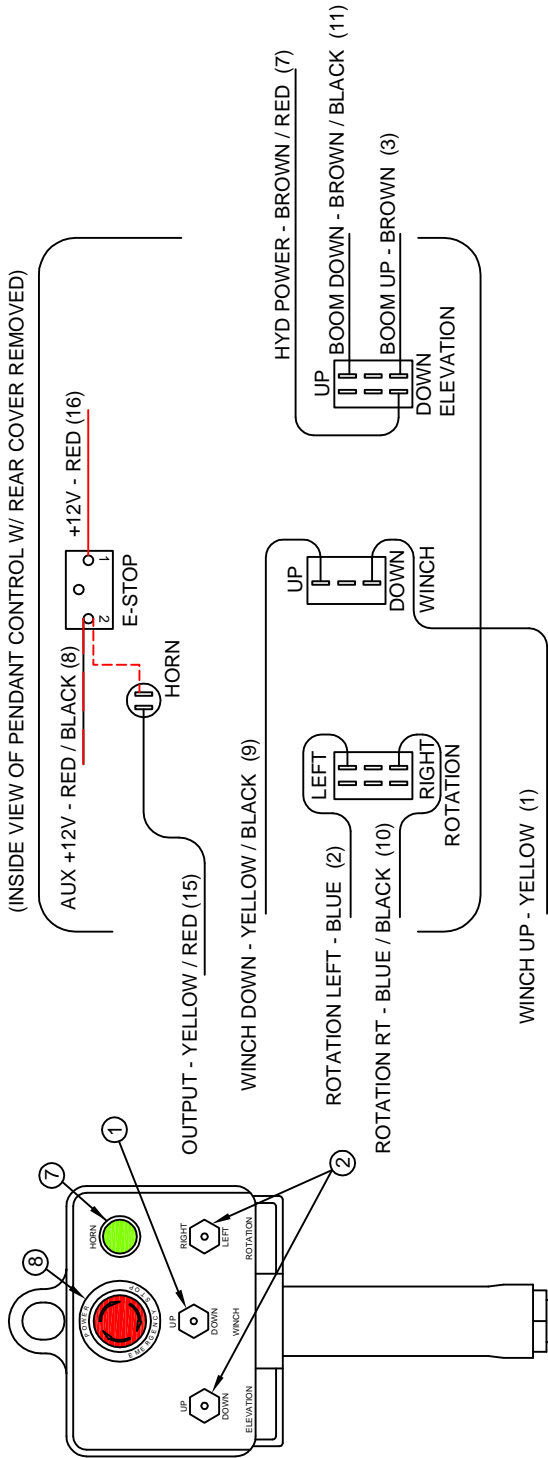 (INSIDE VIEW OF PENDANT CONTROL W/ REAR COVER REMOVED)
AUX +12V - RED / BLACK (8)
+12V - RED (16)
2
1
E-STOP
HORN
OUTPUT - YELLOW / RED (15)
WINCH DOWN - YELLOW / BLACK (9)
HYD POWER - BROWN / RED (7)
ROTATION LEFT - BLUE (2)
LEFT
UP
UP
BOOM DOWN - BROWN / BLACK (11)
ROTATION RT - BLUE / BLACK (10)
RIGHT
ROTATION
DOWN
WINCH
DOWN
ELEVATION
BOOM UP - BROWN (3)
WINCH UP - YELLOW (1)
8
7
1
2
POWER
EMERGENCY STOP
HORN
UP
DOWN
ELEVATION
UP
DOWN
WINCH
RIGHT
LEFT
ROTATION